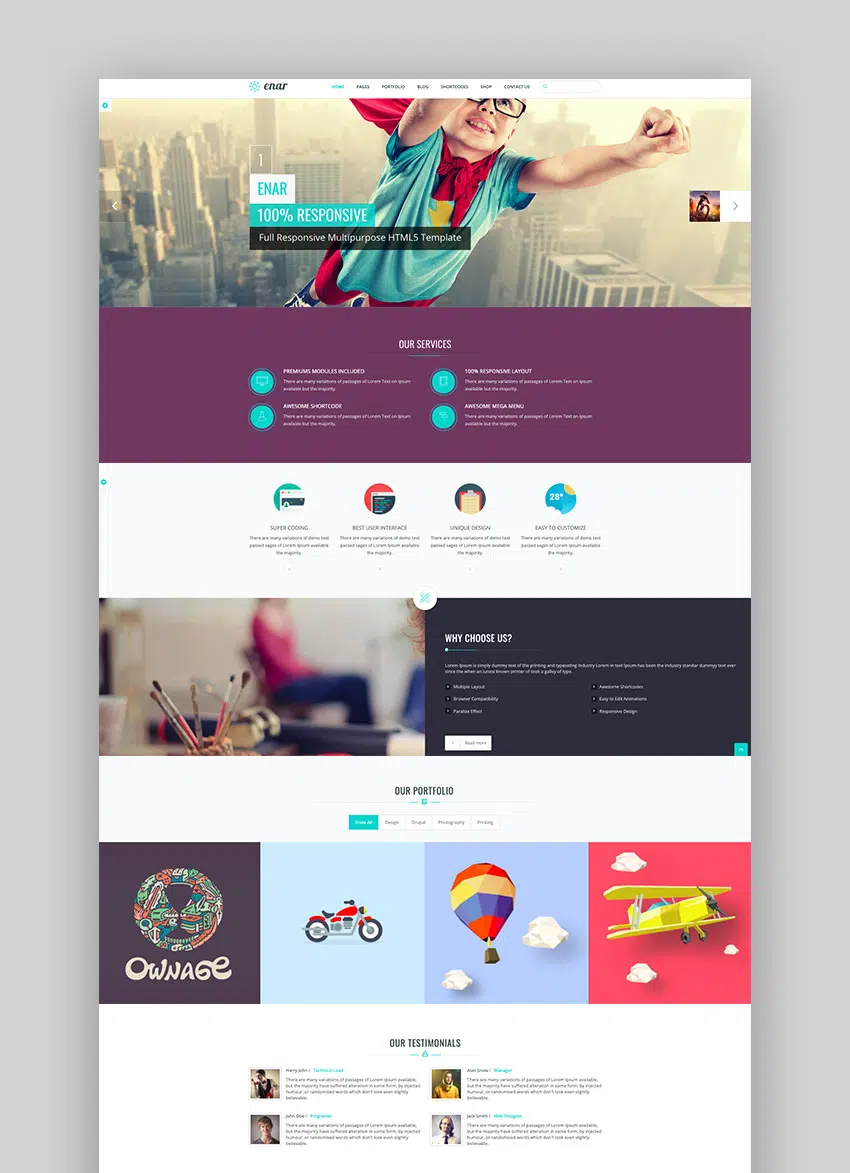 enar
HOME PAGES PORTFOLIO BLOG SHORTCODES SHOP CONTACT US
1
ENAR
100% RESPONSIVE
Full Responsive Multipurpose HTML5 Template
OUR SERVICES
PREMIUMS MODULES INCLUDED
There are many variations of passages of Lorem Text on Ipsum
available but the majority.
100% RESPONSIVE LAYOUT
There are many variations of passages of Lorem Text on Ipsum
available but the majority.
AWESOME SHORTCODE
There are many variations of passages of Lorem Text on Ipsum
available but the majority.
AWESOME MEGA MENU
There are many variations of passages of Lorem Text on Ipsum
available but the majority.
28°
SUPER CODING
There are many variations of demo text
passed sages of Lorem Ipsum available
the majority.
BEST USER INTERFACE
There are many variations of demo text
passed sages of Lorem Ipsum available
the majority.
UNIQUE DESIGN
There are many variations of demo text
passed sages of Lorem Ipsum available
the majority.
EASY TO CUSTOMIZE
There are many variations of demo text
passed sages of Lorem Ipsum available
the majority.
WHY CHOOSE US?
Lorem Ipsum is simply dummy text of the printing and typeseting industry Lorem in text Ipsum has been the industry standar dummyy text ever
since the when an unread known printer of took a galley of type.
Multiple Layout
Awesome Shortcodes
Browser Compatibility
Easy to Edit Animations
Parallax Effect
Responsive Design
Read more
OUR PORTFOLIO
Show All Design Drupal Photography Printing
OWNAGE
OUR TESTIMONIALS
Harry John / Technical Lead
There are many variations of passages of Lorem Ipsum available,
but the majority have suffered alteration in some form, by injected
humour, or randomised words which don't look even slightly
believable.
Alan Snow / Manager
There are many variations of passages of Lorem Ipsum available,
but the majority have suffered alteration in some form, by injected
humour, or randomised words which don't look even slightly
believable.
John Doe / Programer
There are many variations of passages of Lorem Ipsum available,
but the majority have suffered alteration in some form, by injected
humour, or randomised words which don't look even slightly
believable.
Jack Smith / Web Designer
There are many variations of passages of Lorem Ipsum available,
but the majority have suffered alteration in some form, by injected
humour, or randomised words which don't look even slightly
believable.